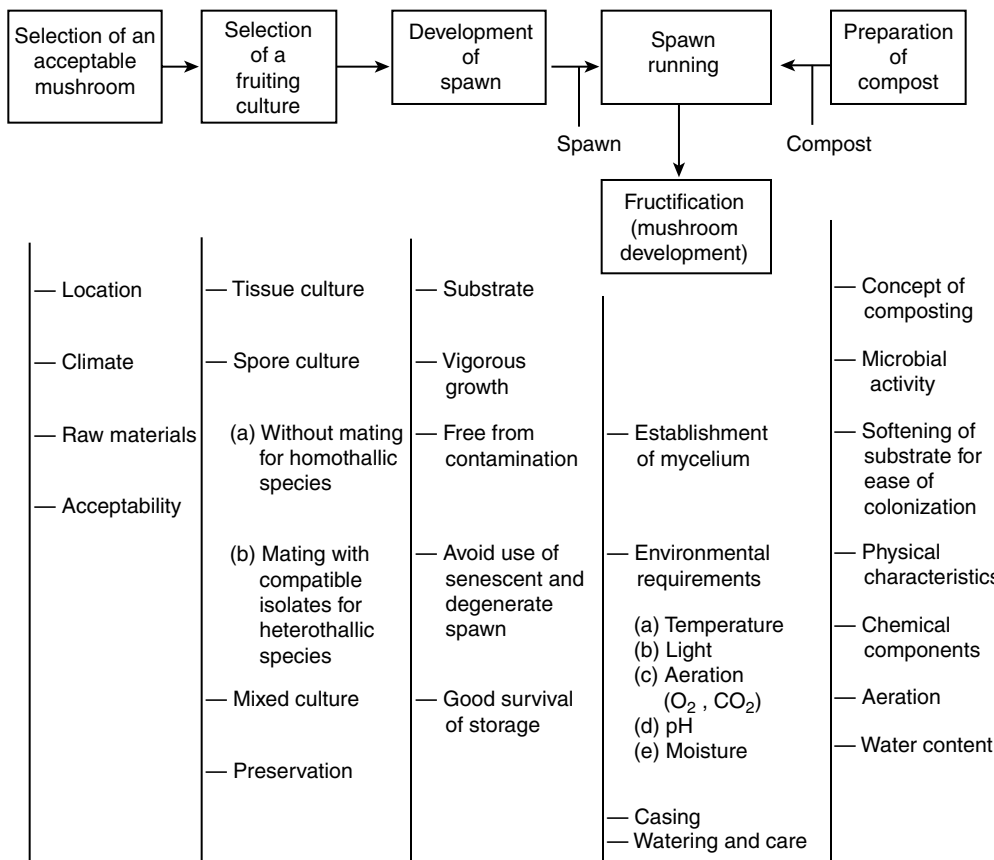 Selection of an
acceptable
mushroom
Selection
of a
fruiting
culture
Development
of
spawn
Spawn
running
Preparation
of
compost
Spawn
Compost
Fructification
(mushroom
development)
— Location
— Climate
— Raw materials
— Acceptability
— Tissue culture
— Spore culture
(a) Without mating
for homothallic
species
(b) Mating with
compatible
isolates for
heterothallic
species
— Mixed culture
— Preservation
— Substrate
— Vigorous
growth
— Free from
contamination
— Avoid use of
senescent and
degenerate
spawn
— Good survival
of storage
— Establishment
of mycelium
— Environmental
requirements
(a) Temperature
(b) Light
(c) Aeration
(O₂ , CO₂)
(d) pH
(e) Moisture
— Casing
— Watering and care
— Concept of
composting
— Microbial
activity
— Softening of
substrate for
ease of
colonization
— Physical
characteristics
— Chemical
components
— Aeration
— Water content